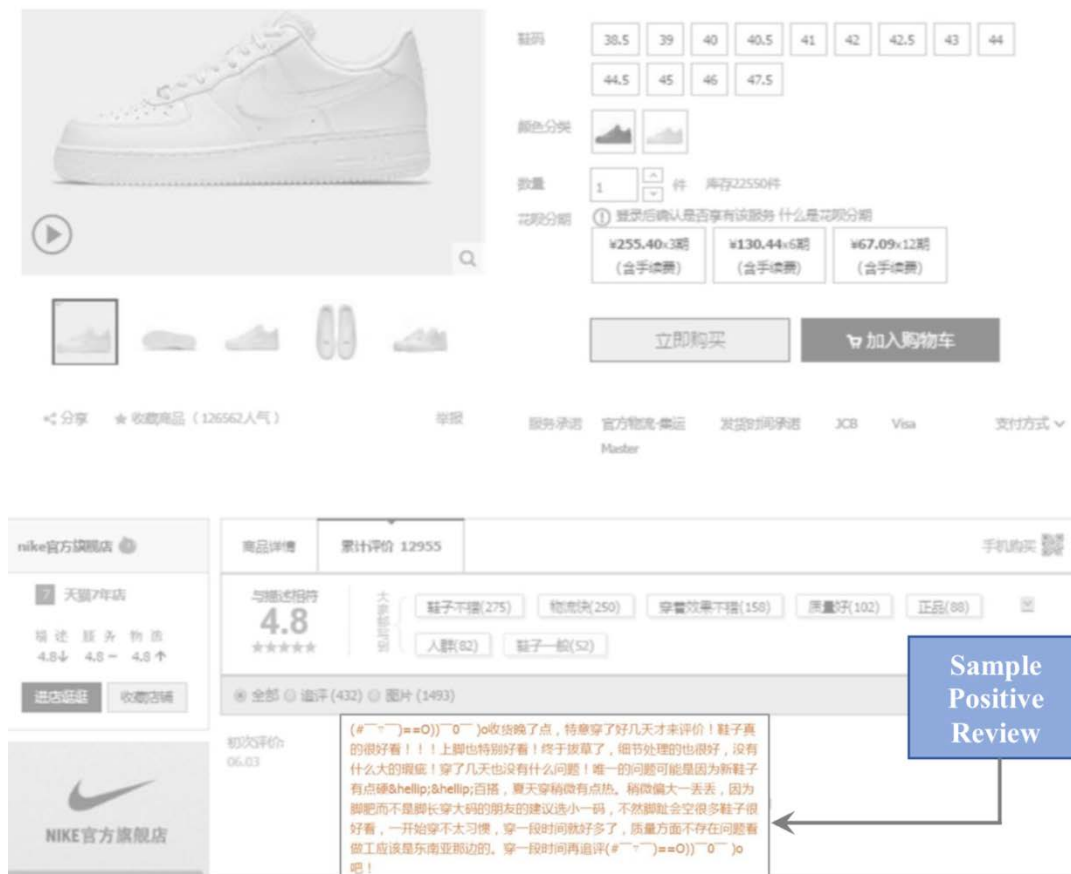 鞋码 38.5 39 40 40.5 41 42 42.5 43 44
44.5 45 46 47.5
颜色分类
数量 1 件 库存22550件
花呗分期 登录后确认是否享有该服务 什么是花呗分期
¥255.40×3期 ¥130.44×6期 ¥67.09×12期
(含手续费) (含手续费) (含手续费)
立即购买 加入购物车
分享 收藏商品 (126562人气) 举报
服务承诺 官方物流-集运 发货时间承诺 JCB Visa 支付方式
Master
nike官方旗舰店 商品详情 累计评价 12955 手机购买
7 天猫7年店
描述 服务 物流
4.8↓ 4.8− 4.8↑
进店逛逛 收藏店铺
与描述相符
4.8
大家都写到
鞋子不错(275) 物流快(250) 穿着效果不错(158) 质量好(102) 正品(88)
人群(82) 鞋子一般(52)
全部 追评 (432) 图片 (1493)
Sample
Positive
Review
初次评价:
06.03
(#￣▽￣)==O))￣0￣ )o收货晚了点，特意穿了好几天才来评价！鞋子真
的很好看！！！上脚也特别好看！终于拔草了，细节处理的也很好，没有
什么大的瑕疵！穿了几天也没有什么问题！唯一的问题可能是因为新鞋子
有点硬&hellip;&hellip;百搭，夏天穿稍微有点热。稍微偏大一丢丢，因为
脚肥而不是脚长穿大码的朋友的建议选小一码，不然脚趾会空很多鞋子很
好看，一开始穿不太习惯，穿一段时间就好多了，质量方面不存在问题看
做工应该是东南亚那边的。穿一段时间再追评(#￣▽￣)==O))￣0￣ )o
吧！
NIKE官方旗舰店